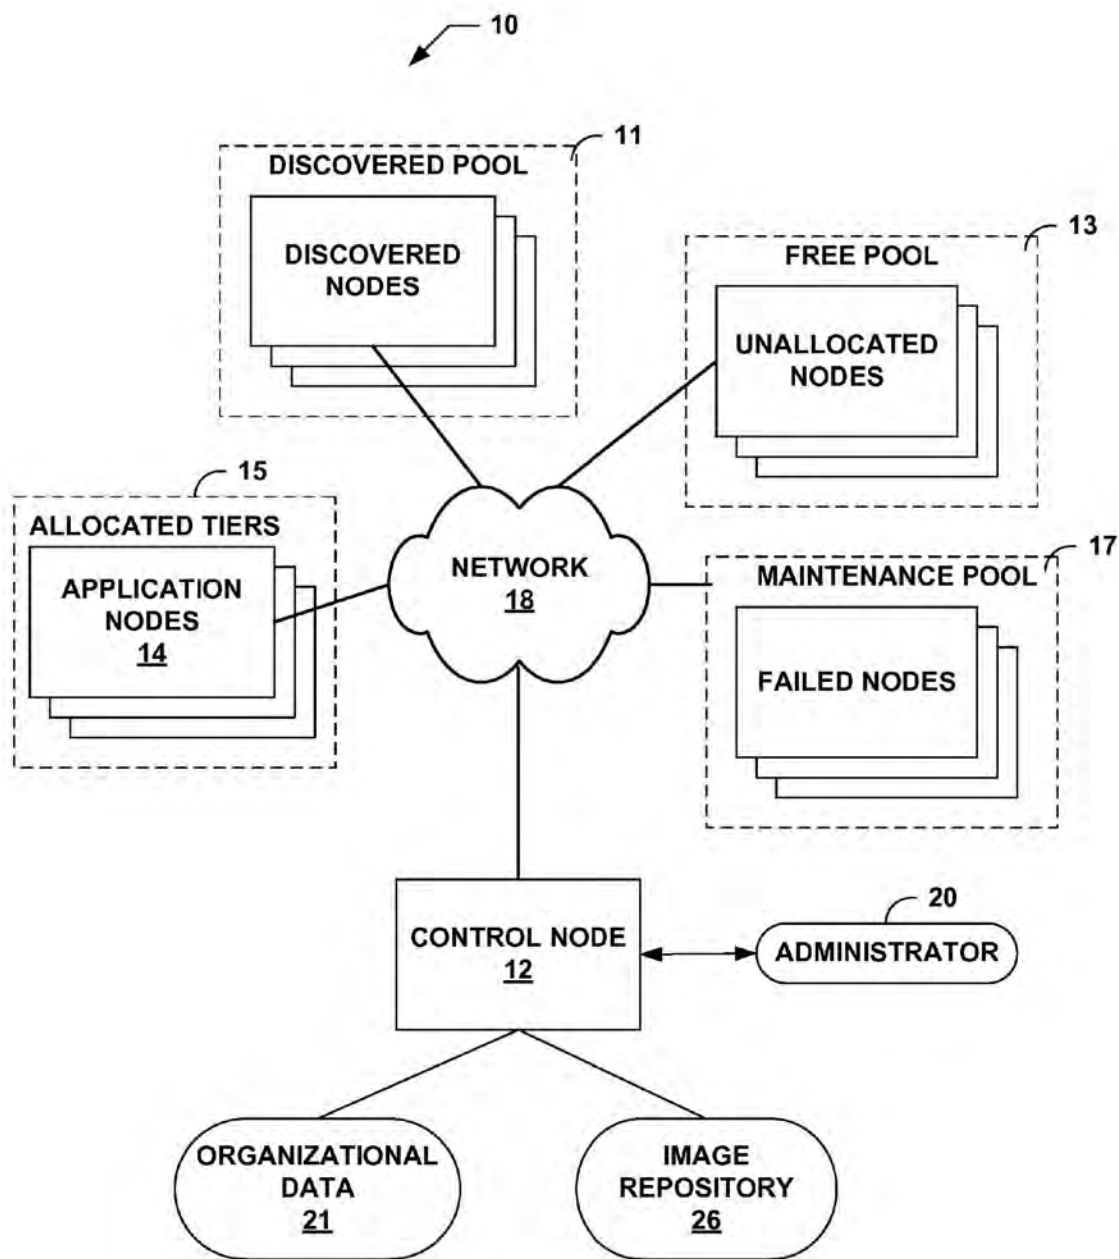 10
11
DISCOVERED POOL
DISCOVERED
NODES
13
FREE POOL
UNALLOCATED
NODES
15
ALLOCATED TIERS
APPLICATION
NODES
14
NETWORK
18
17
MAINTENANCE POOL
FAILED NODES
CONTROL NODE
12
20
ADMINISTRATOR
ORGANIZATIONAL
DATA
21
IMAGE
REPOSITORY
26